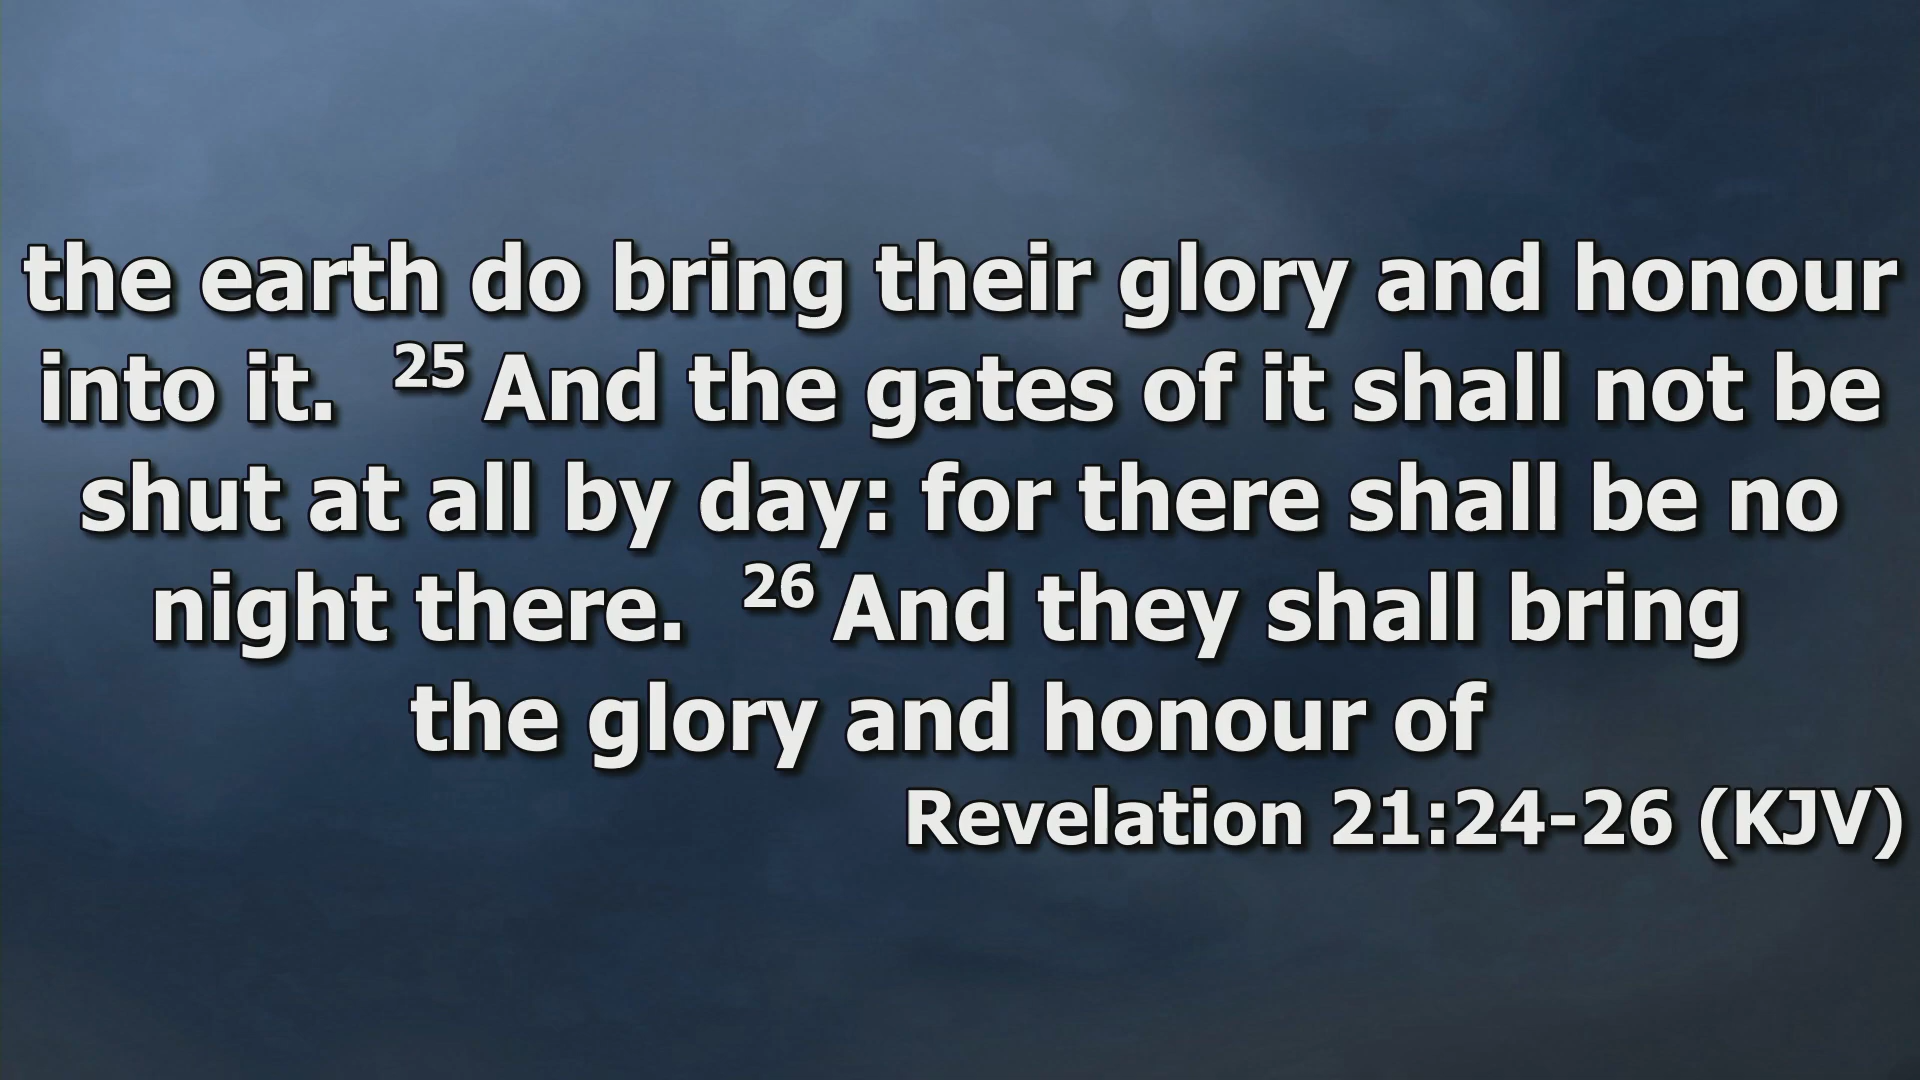 the earth do bring their glory and honour
into it. 25 And the gates of it shall not be
shut at all by day: for there shall be no
night there. 26 And they shall bring
the glory and honour of
Revelation 21:24-26 (KJV)